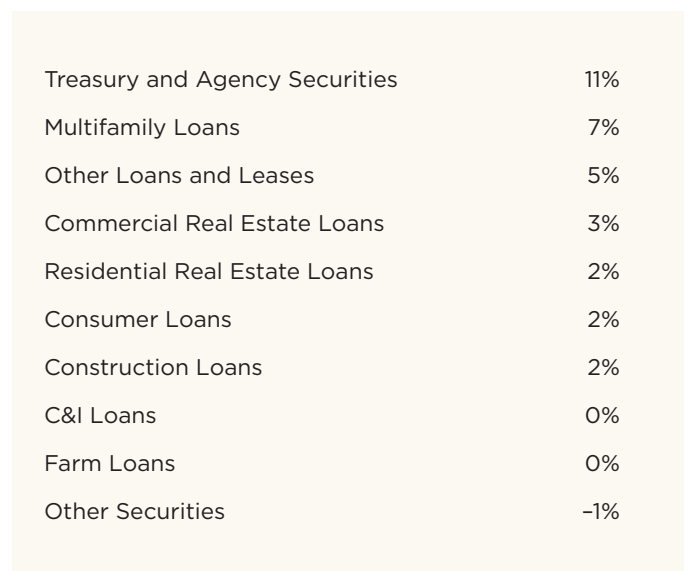 Treasury and Agency Securities 11%
Multifamily Loans 7%
Other Loans and Leases 5%
Commercial Real Estate Loans 3%
Residential Real Estate Loans 2%
Consumer Loans 2%
Construction Loans 2%
C&I Loans 0%
Farm Loans 0%
Other Securities –1%